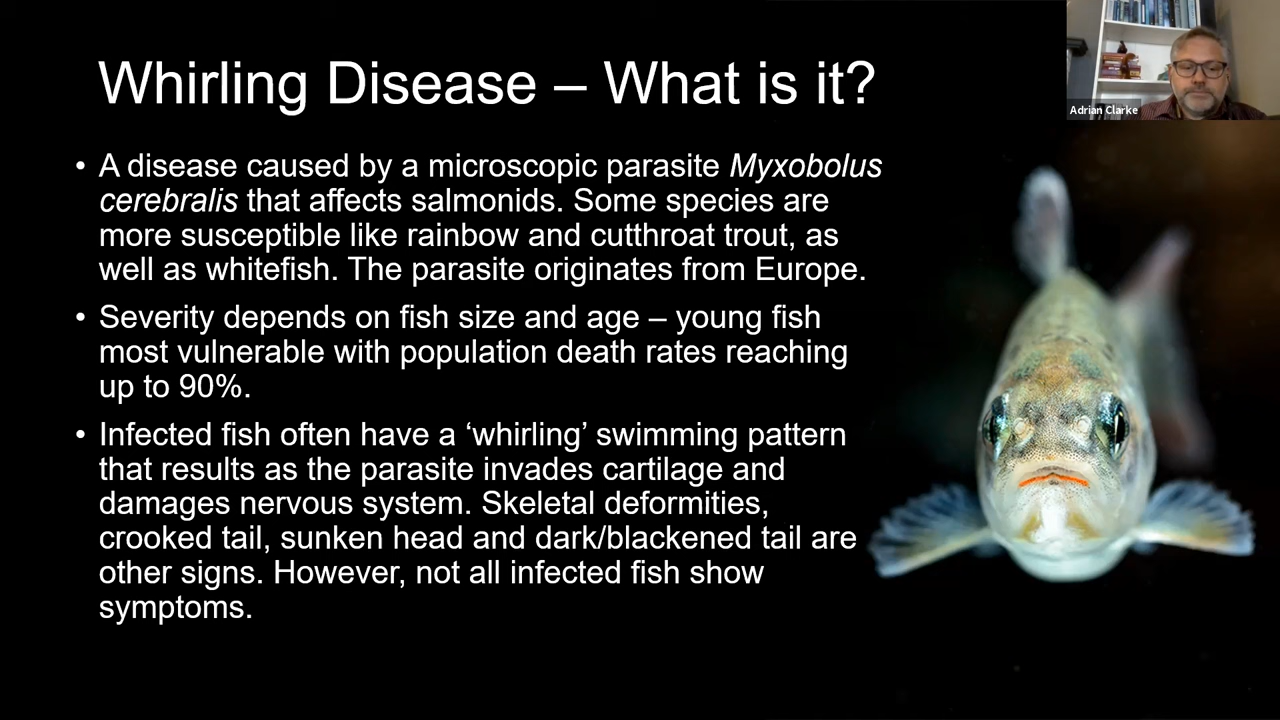 Whirling Disease – What is it?
Adrian Clarke
• A disease caused by a microscopic parasite Myxobolus
cerebralis that affects salmonids. Some species are
more susceptible like rainbow and cutthroat trout, as
well as whitefish. The parasite originates from Europe.
• Severity depends on fish size and age – young fish
most vulnerable with population death rates reaching
up to 90%.
• Infected fish often have a ‘whirling’ swimming pattern
that results as the parasite invades cartilage and
damages nervous system. Skeletal deformities,
crooked tail, sunken head and dark/blackened tail are
other signs. However, not all infected fish show
symptoms.